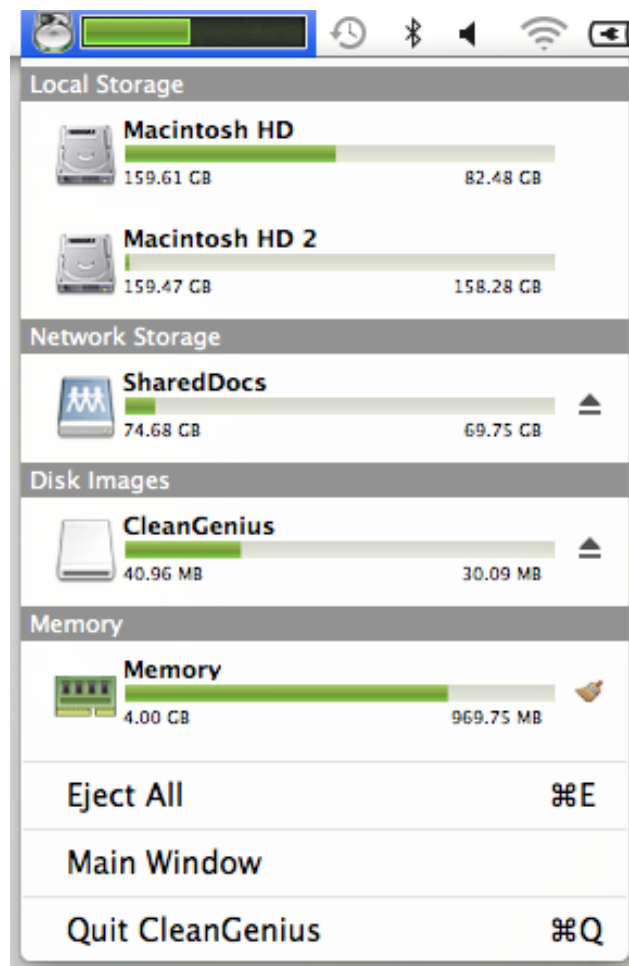 Local Storage
Macintosh HD
159.61 GB 82.48 GB
Macintosh HD 2
159.47 GB 158.28 GB
Network Storage
SharedDocs
74.68 GB 69.75 GB
Disk Images
CleanGenius
40.96 MB 30.09 MB
Memory
Memory
4.00 GB 969.75 MB
Eject All ⌘E
Main Window
Quit CleanGenius ⌘Q